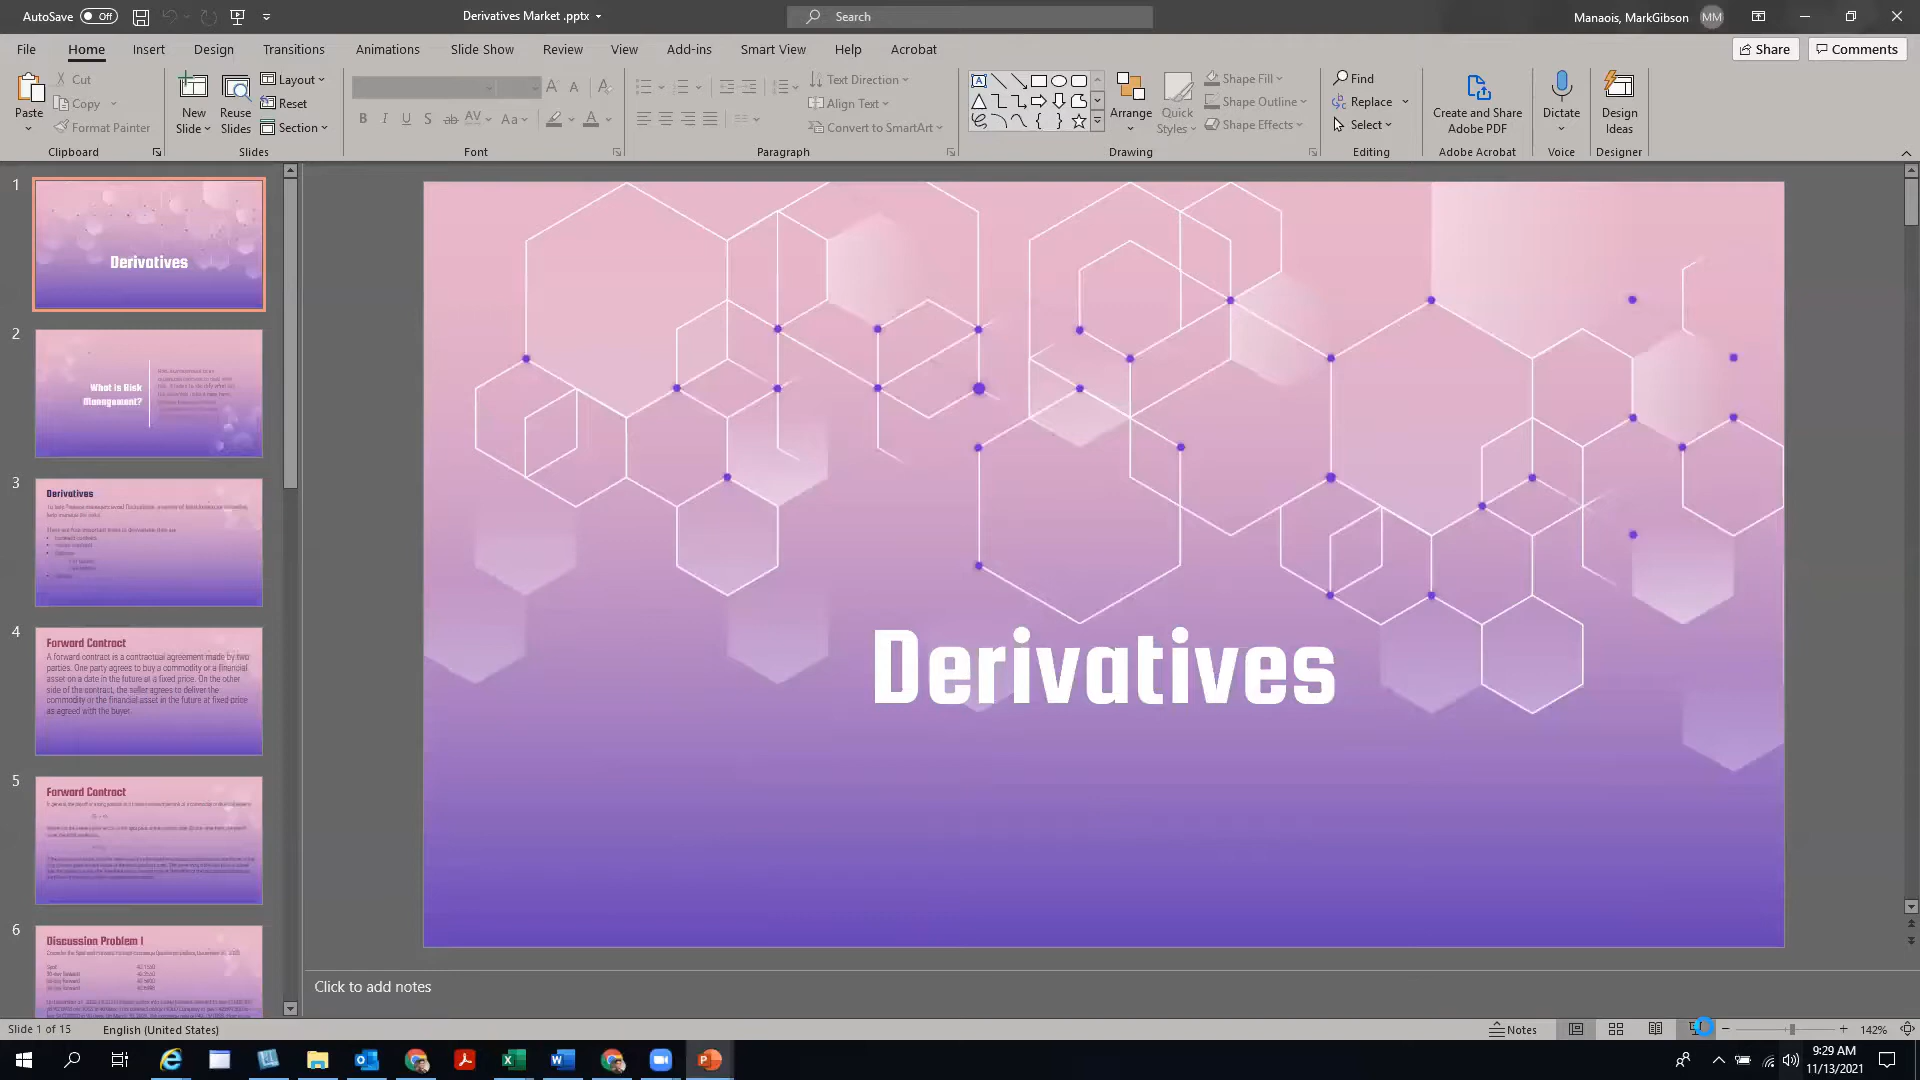 AutoSave Off
Derivatives Market .pptx
Search
Manaois, MarkGibson MM
File Home Insert Design Transitions Animations Slide Show Review View Add-ins Smart View Help Acrobat
Share Comments
Paste
Cut
Copy
Format Painter
Clipboard
New Slide
Reuse Slides
Layout
Reset
Section
Slides
Font
Text Direction
Align Text
Convert to SmartArt
Paragraph
Arrange
Quick Styles
Shape Fill
Shape Outline
Shape Effects
Drawing
Find
Replace
Select
Editing
Create and Share Adobe PDF
Adobe Acrobat
Dictate
Voice
Design Ideas
Designer
1
Derivatives
2
What is Risk
Management?
3
Derivatives
4
Forward Contract
A forward contract is a contractual agreement made by two
parties. One party agrees to buy a commodity or a financial
asset on a date in the future at a fixed price. On the other
side of the contract, the seller agrees to deliver the
commodity or the financial asset in the future at fixed price
as agreed with the buyer.
5
Forward Contract
6
Discussion Problem 1
Derivatives
Click to add notes
Slide 1 of 15 English (United States)
Notes
142%
9:29 AM
11/13/2021